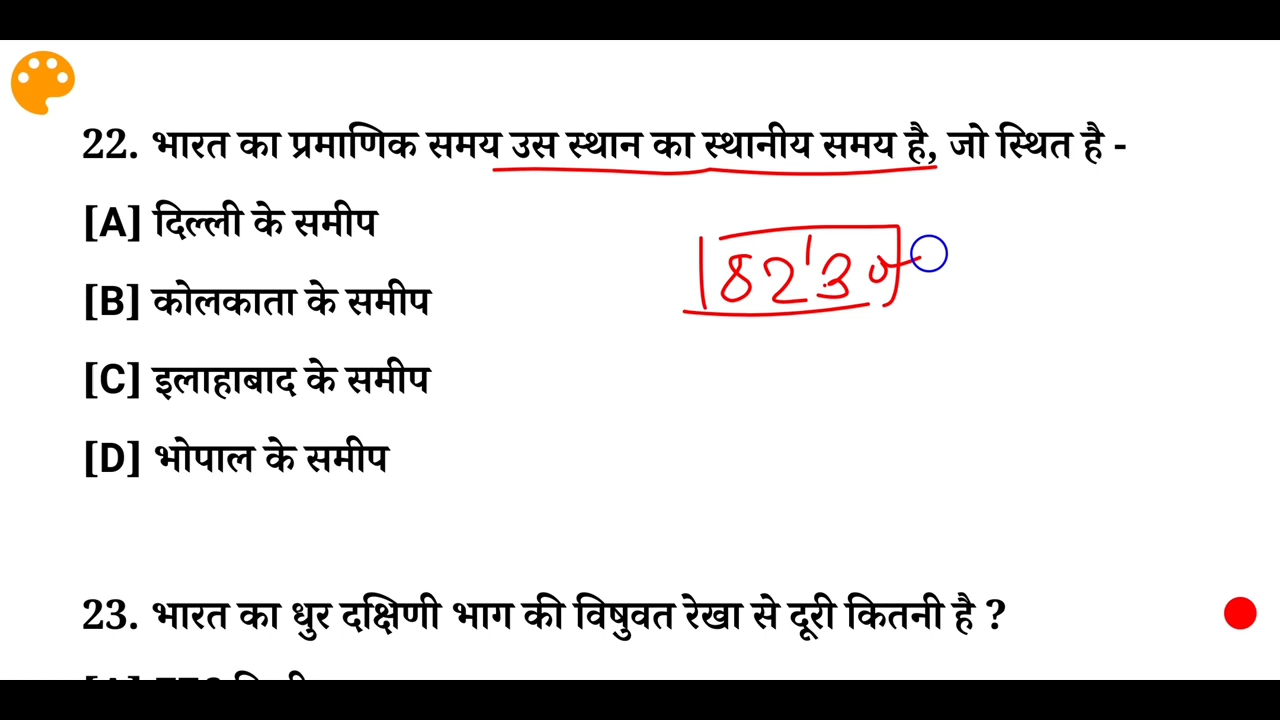 22. भारत का प्रमाणिक समय उस स्थान का स्थानीय समय है, जो स्थित है -
[A] दिल्ली के समीप
82'30
[B] कोलकाता के समीप
[C] इलाहाबाद के समीप
[D] भोपाल के समीप
23. भारत का धुर दक्षिणी भाग की विषुवत रेखा से दूरी कितनी है ?